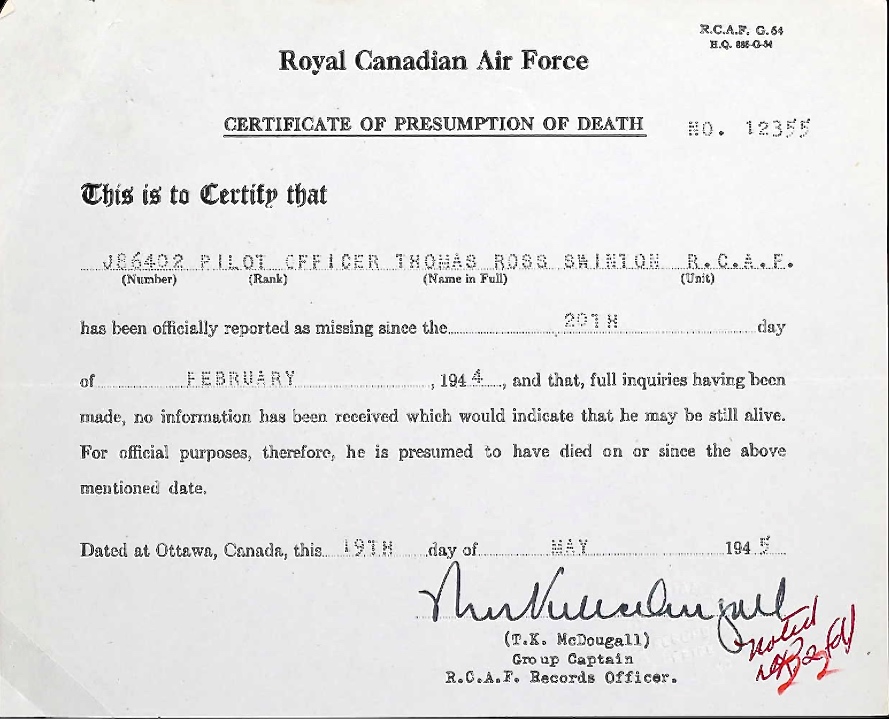 R.C.A.F. G.64
H.Q. 885-G-64
Royal Canadian Air Force
CERTIFICATE OF PRESUMPTION OF DEATH NO. 12355
This is to Certify that
J86402 PILOT OFFICER THOMAS ROSS SWINTON R.C.A.F.
(Number) (Rank) (Name in Full) (Unit)
has been officially reported as missing since the 20TH day
of FEBRUARY, 1944, and that, full inquiries having been
made, no information has been received which would indicate that he may be still alive.
For official purposes, therefore, he is presumed to have died on or since the above
mentioned date.
Dated at Ottawa, Canada, this 19TH day of MAY 1945
(T.K. McDougall)
Group Captain
R.C.A.F. Records Officer.
noted